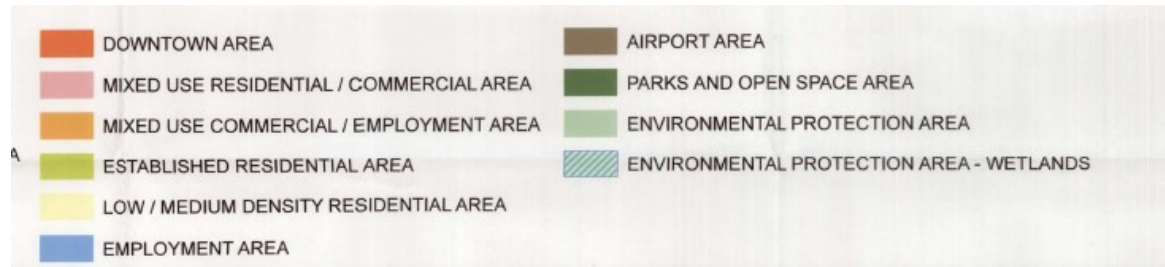 DOWNTOWN AREA
MIXED USE RESIDENTIAL / COMMERCIAL AREA
MIXED USE COMMERCIAL / EMPLOYMENT AREA
A
ESTABLISHED RESIDENTIAL AREA
LOW / MEDIUM DENSITY RESIDENTIAL AREA
EMPLOYMENT AREA
AIRPORT AREA
PARKS AND OPEN SPACE AREA
ENVIRONMENTAL PROTECTION AREA
ENVIRONMENTAL PROTECTION AREA - WETLANDS